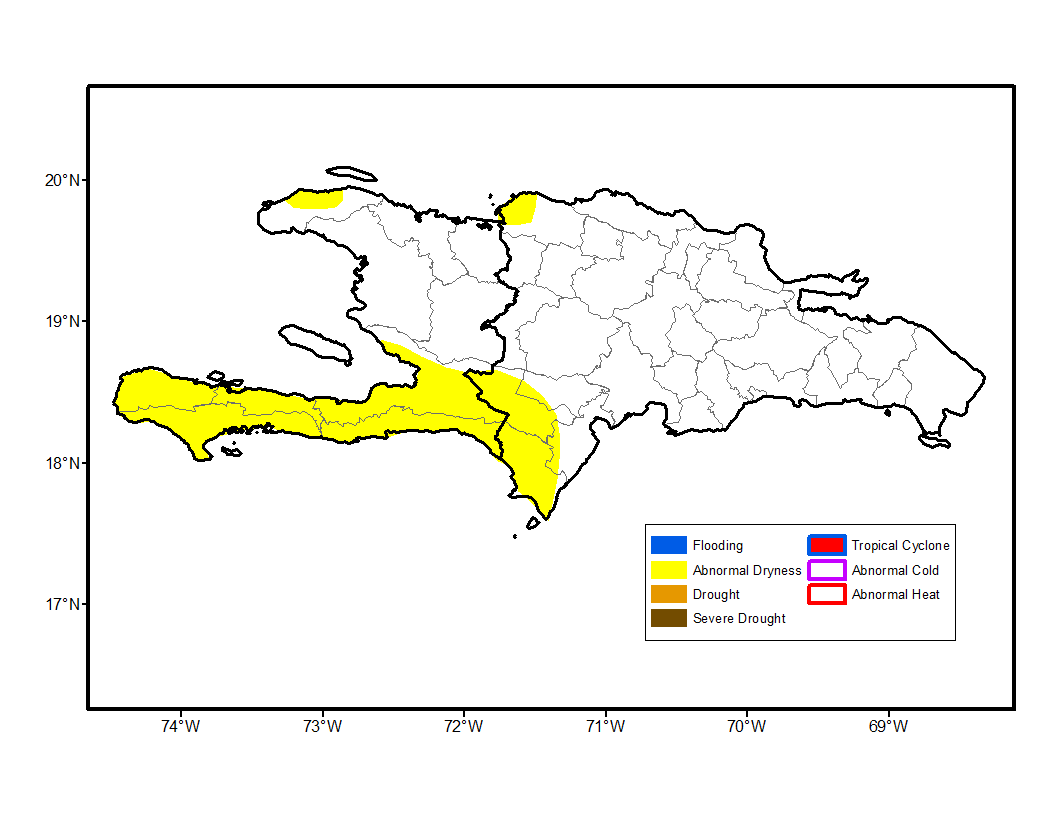 20°N
19°N
18°N
17°N
Flooding
Tropical Cyclone
Abnormal Dryness
Abnormal Cold
Drought
Abnormal Heat
Severe Drought
74°W 73°W 72°W 71°W 70°W 69°W